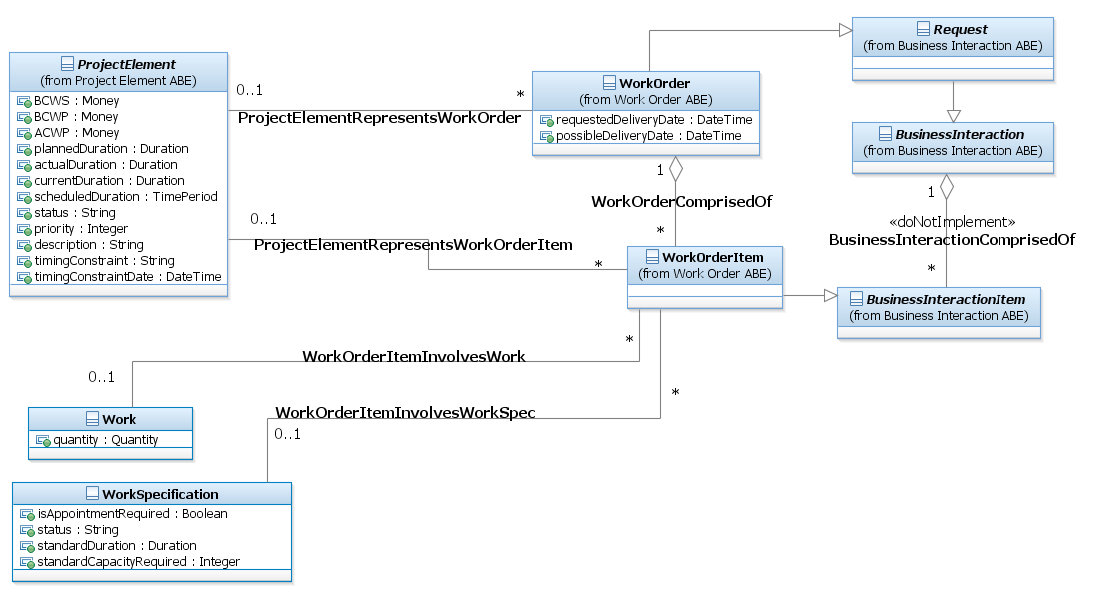 ProjectElement
(from Project Element ABE)
BCWS : Money
BCWP : Money
ACWP : Money
plannedDuration : Duration
actualDuration : Duration
currentDuration : Duration
scheduledDuration : TimePeriod
status : String
priority : Integer
description : String
timingConstraint : String
timingConstraintDate : DateTime
0..1
*
ProjectElementRepresentsWorkOrder
WorkOrder
(from Work Order ABE)
requestedDeliveryDate : DateTime
possibleDeliveryDate : DateTime
Request
(from Business Interaction ABE)
BusinessInteraction
(from Business Interaction ABE)
1
WorkOrderComprisedOf
*
1
«doNotImplement»
BusinessInteractionComprisedOf
*
0..1
ProjectElementRepresentsWorkOrderItem
*
WorkOrderItem
(from Work Order ABE)
BusinessInteractionItem
(from Business Interaction ABE)
*
WorkOrderItemInvolvesWork
0..1
*
WorkOrderItemInvolvesWorkSpec
0..1
Work
quantity : Quantity
WorkSpecification
isAppointmentRequired : Boolean
status : String
standardDuration : Duration
standardCapacityRequired : Integer